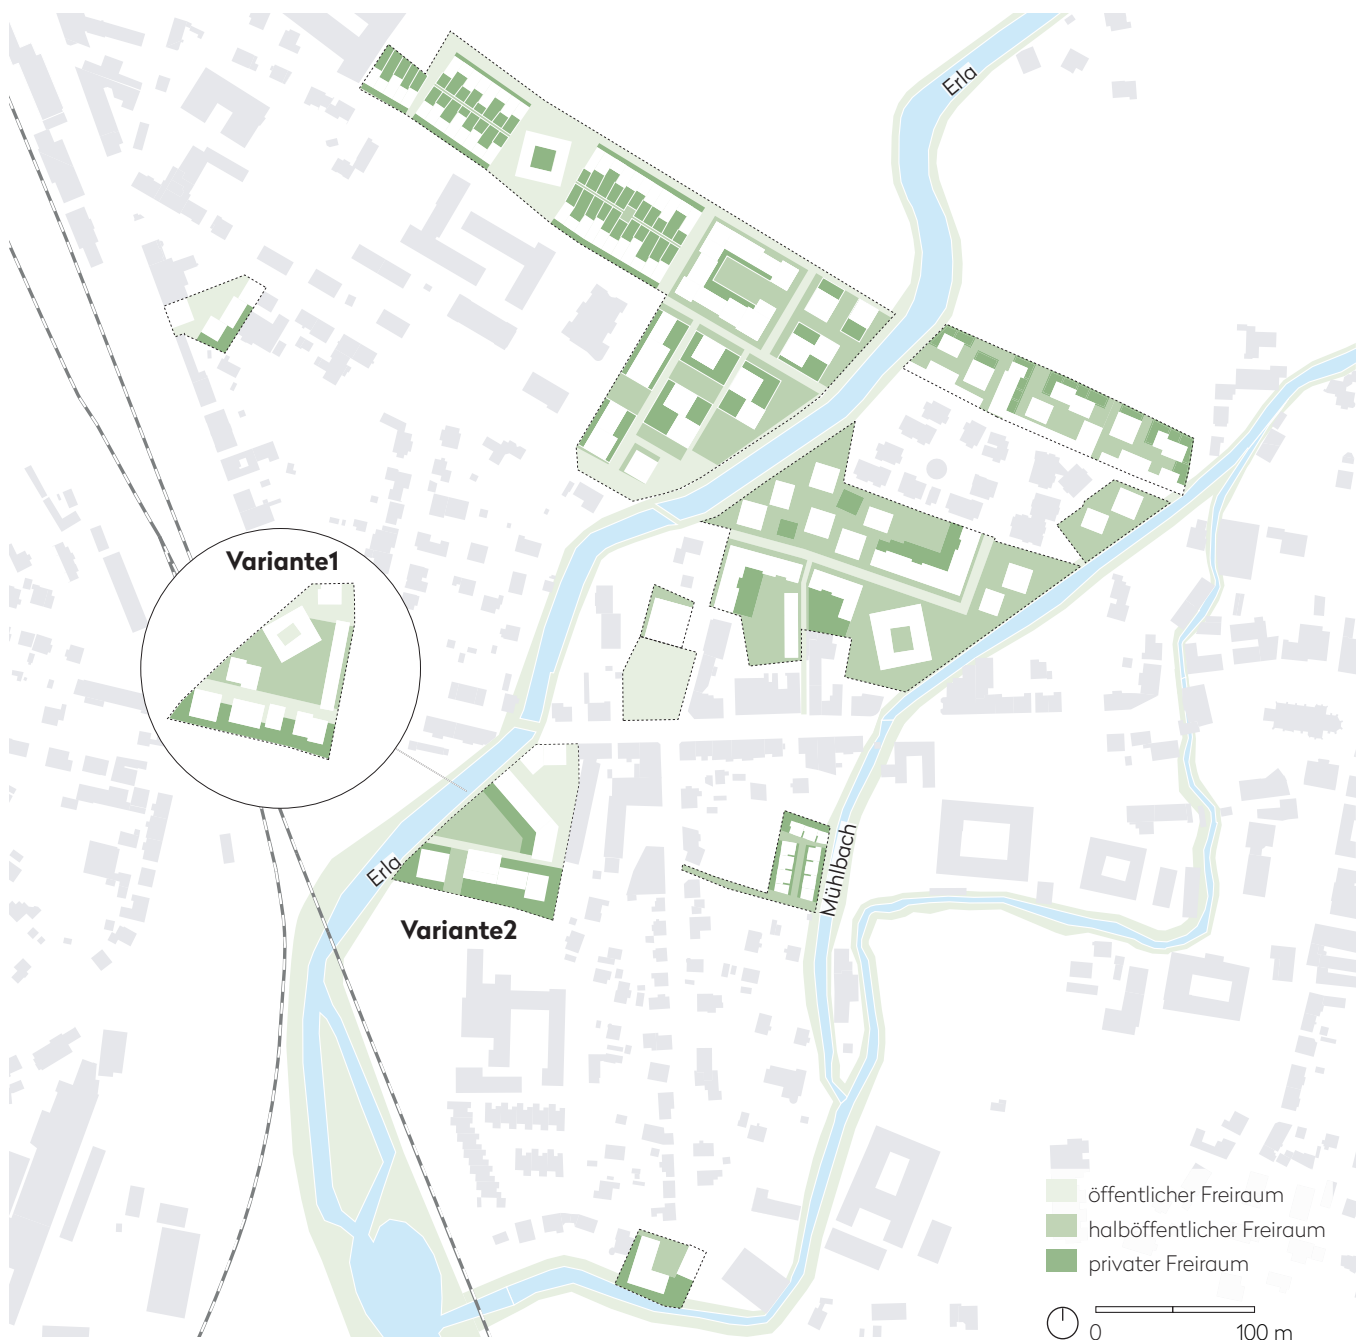 Erla
Variante1
Erla
Mühlbach
Variante2
öffentlicher Freiraum
halböffentlicher Freiraum
privater Freiraum
0 100 m